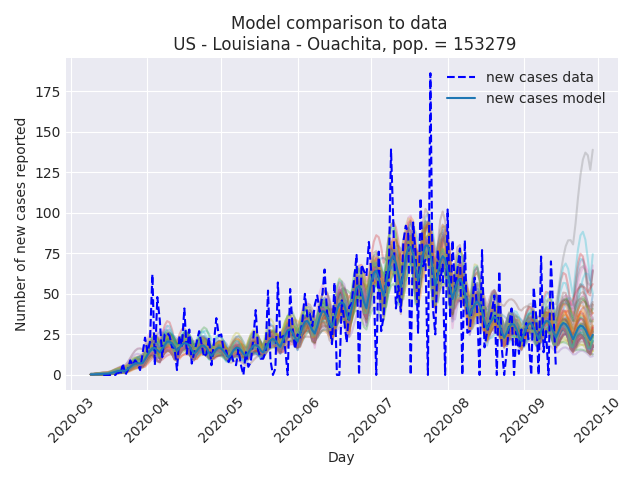 Model comparison to data
US - Louisiana - Ouachita, pop. = 153279
new cases data
new cases model
Number of new cases reported
175
150
125
100
75
50
25
0
2020-03
2020-04
2020-05
2020-06
2020-07
2020-08
2020-09
2020-10
Day